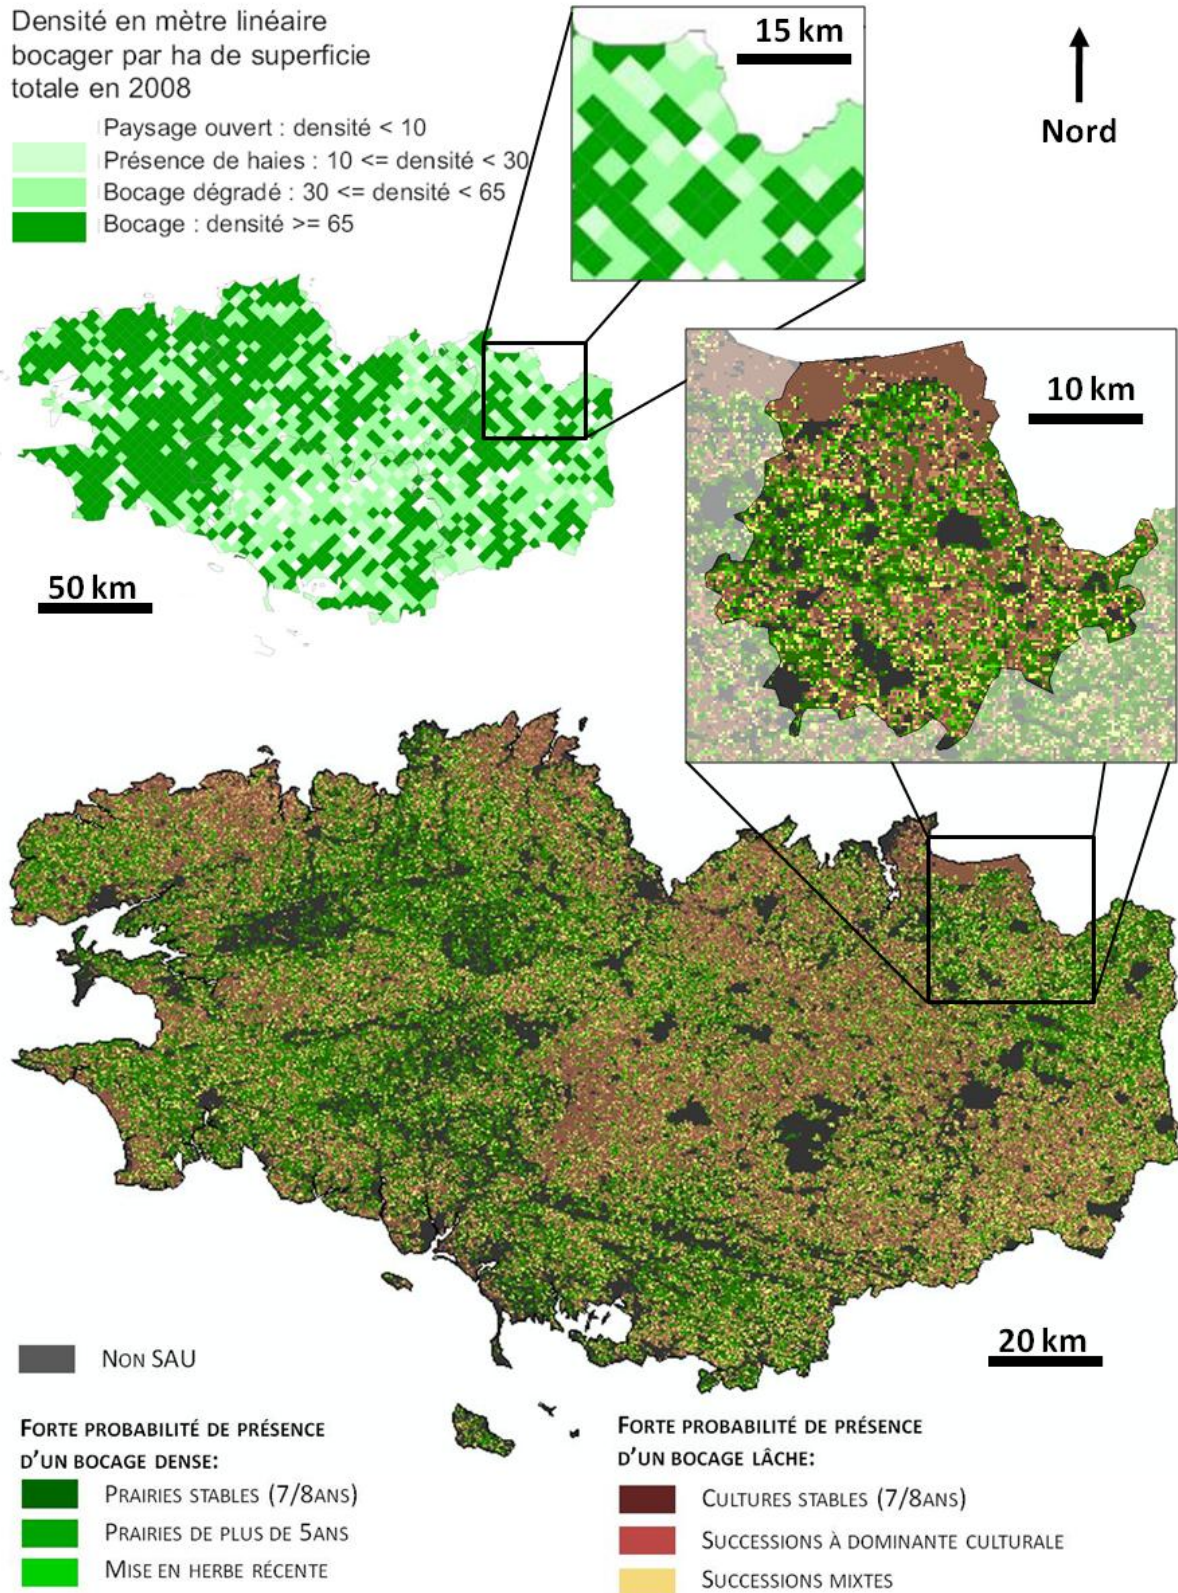 Densité en mètre linéaire
bocager par ha de superficie
totale en 2008
Paysage ouvert : densité < 10
Présence de haies : 10 <= densité < 30
Bocage dégradé : 30 <= densité < 65
Bocage : densité >= 65
15 km
Nord
10 km
50 km
20 km
NON SAU
FORTE PROBABILITÉ DE PRÉSENCE
D'UN BOCAGE DENSE:
PRAIRIES STABLES (7/8ANS)
PRAIRIES DE PLUS DE 5ANS
MISE EN HERBE RÉCENTE
FORTE PROBABILITÉ DE PRÉSENCE
D'UN BOCAGE LÂCHE:
CULTURES STABLES (7/8ANS)
SUCCESSIONS À DOMINANTE CULTURALE
SUCCESSIONS MIXTES